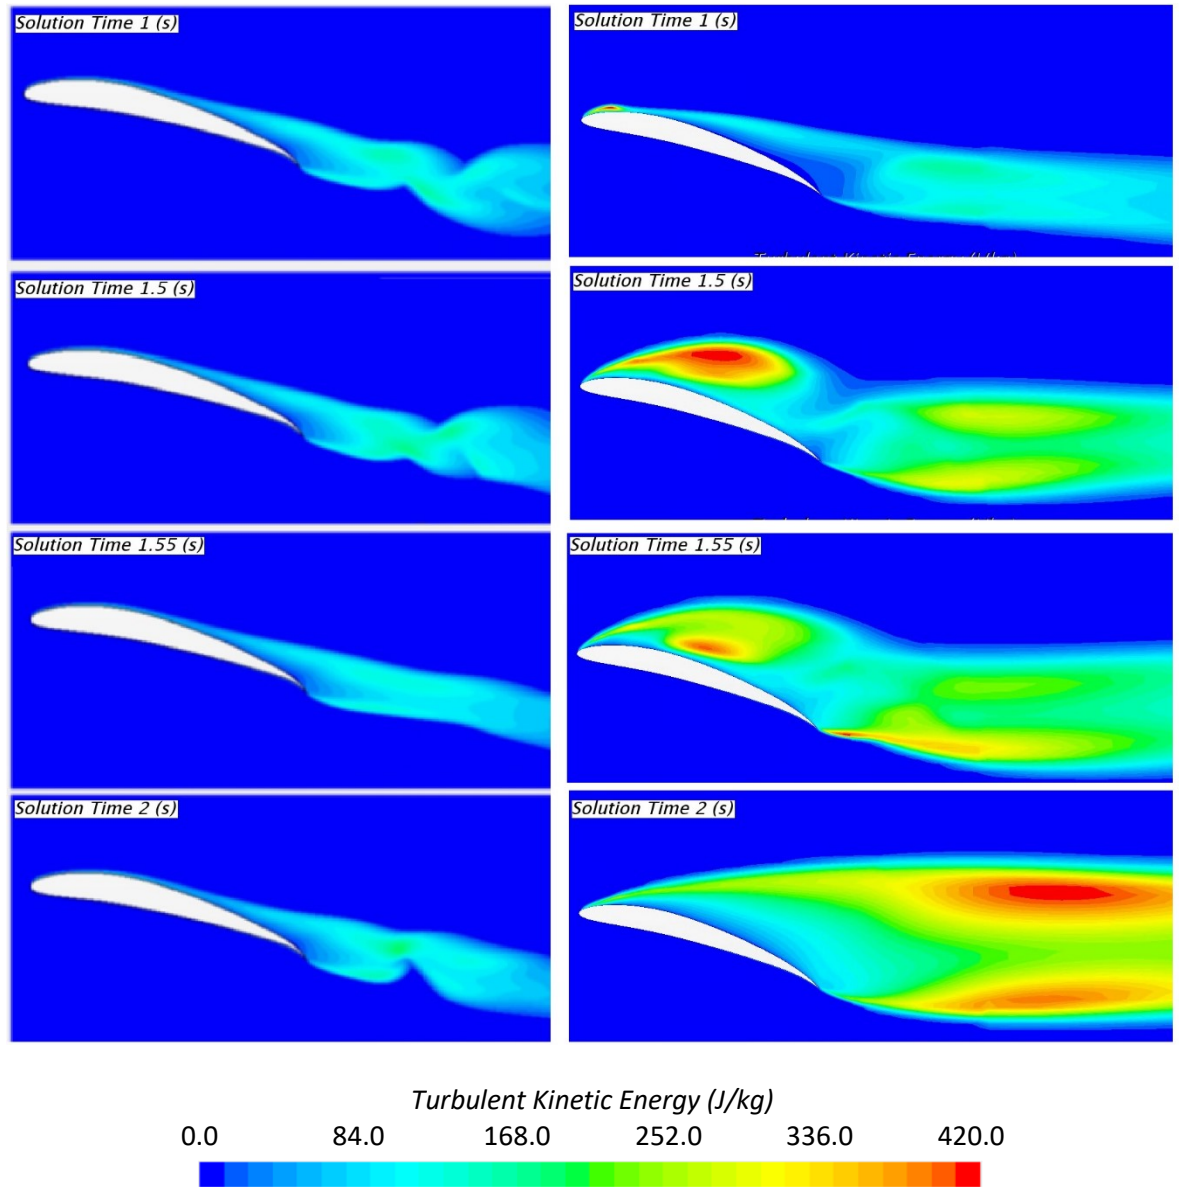 Solution Time 1 (s)
Solution Time 1 (s)
Solution Time 1.5 (s)
Solution Time 1.5 (s)
Solution Time 1.55 (s)
Solution Time 1.55 (s)
Solution Time 2 (s)
Solution Time 2 (s)
Turbulent Kinetic Energy (J/kg)
0.0 84.0 168.0 252.0 336.0 420.0